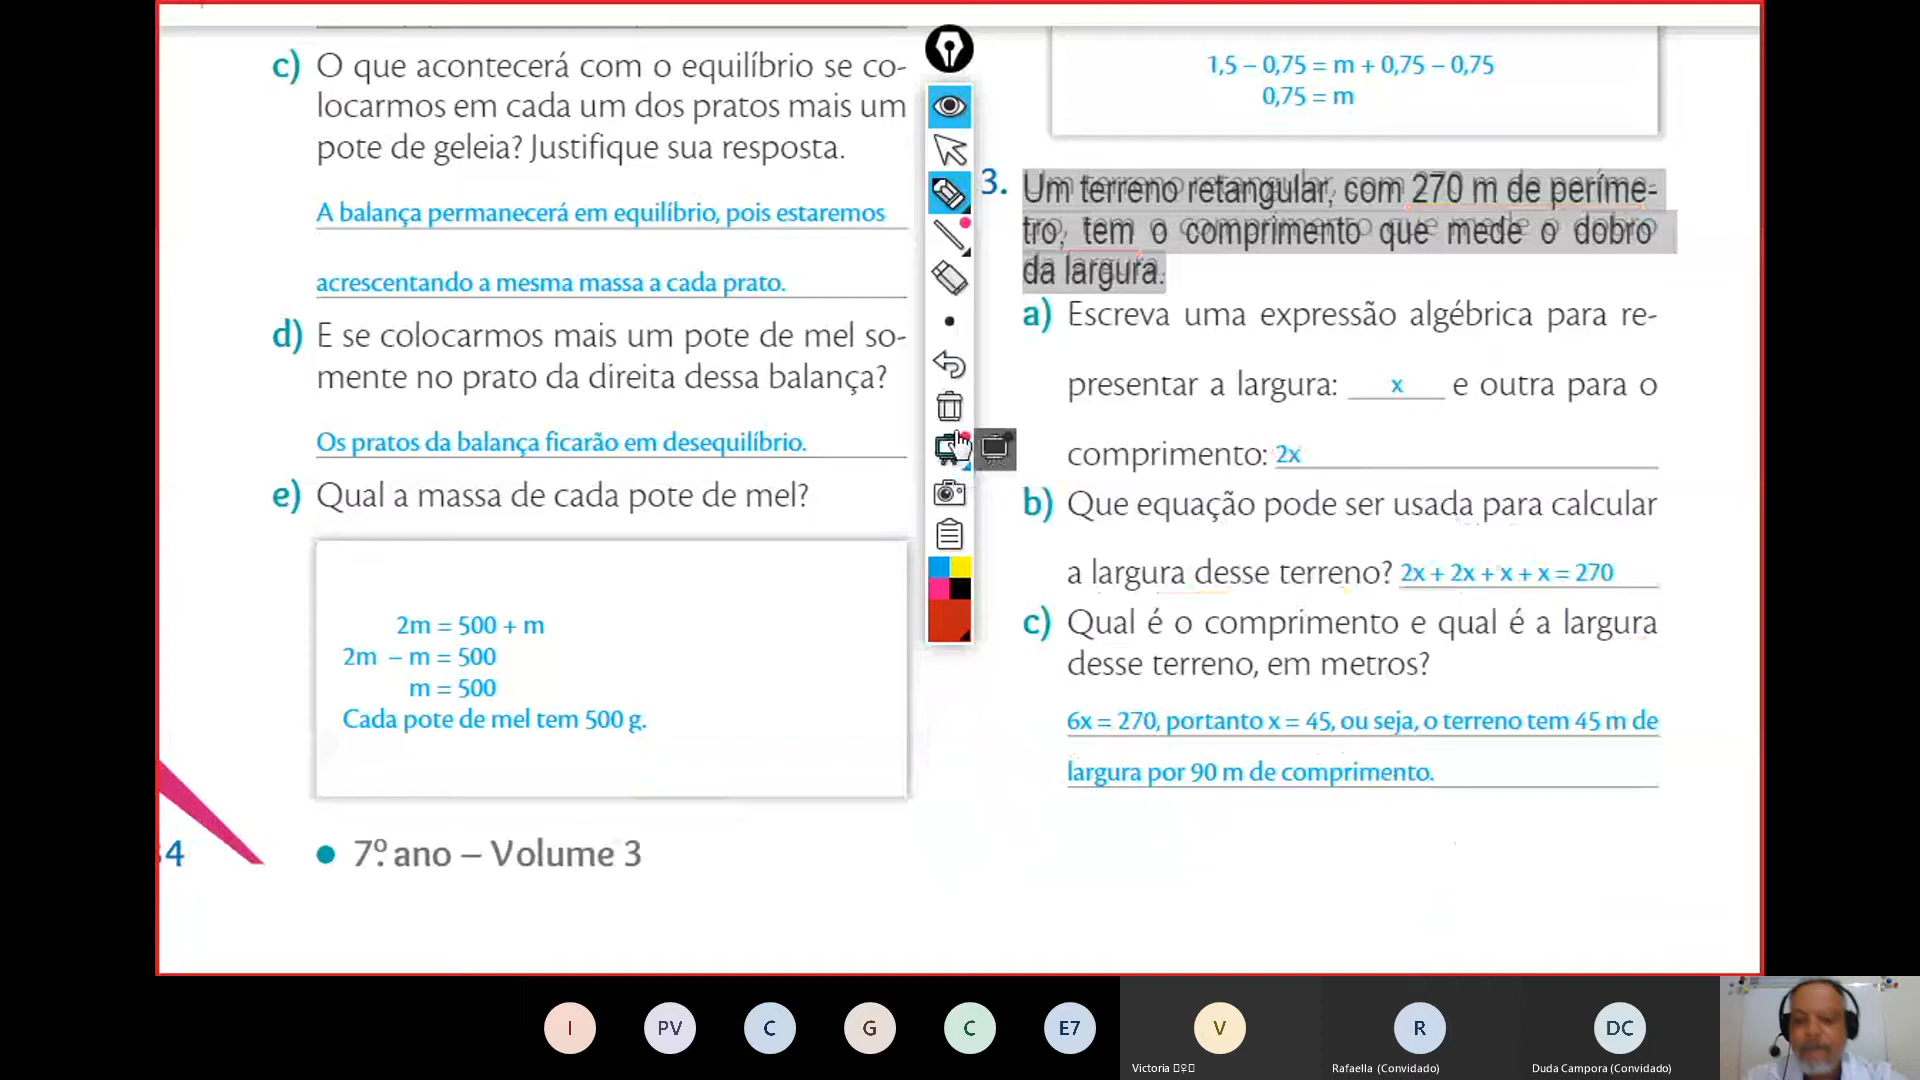 c) O que acontecerá com o equilíbrio se co-
locarmos em cada um dos pratos mais um
pote de geleia? Justifique sua resposta.
A balança permanecerá em equilíbrio, pois estaremos
acrescentando a mesma massa a cada prato.
d) E se colocarmos mais um pote de mel so-
mente no prato da direita dessa balança?
Os pratos da balança ficarão em desequilíbrio.
e) Qual a massa de cada pote de mel?
2m = 500 + m
2m – m = 500
m = 500
Cada pote de mel tem 500 g.
4
7º. ano – Volume 3
1,5 – 0,75 = m + 0,75 – 0,75
0,75 = m
3. Um terreno retangular, com 270 m de períme-
tro, tem o comprimento que mede o dobro
da largura.
a) Escreva uma expressão algébrica para re-
presentar a largura: x e outra para o
comprimento: 2x
b) Que equação pode ser usada para calcular
a largura desse terreno? 2x + 2x + x + x = 270
c) Qual é o comprimento e qual é a largura
desse terreno, em metros?
6x = 270, portanto x = 45, ou seja, o terreno tem 45 m de
largura por 90 m de comprimento.
I
PV
C
G
C
E7
V
R
DC
Victoria
Rafaella (Convidado)
Duda Campora (Convidado)